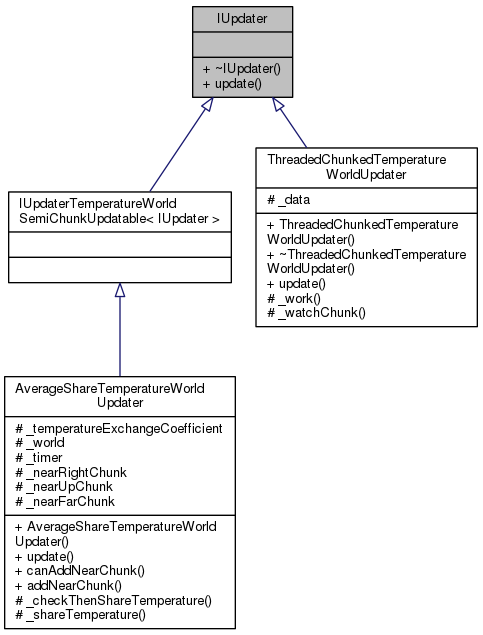 IUpdater
+ ~IUpdater()
+ update()
ThreadedChunkedTemperature
WorldUpdater
# _data
+ ThreadedChunkedTemperature
WorldUpdater()
+ ~ThreadedChunkedTemperature
WorldUpdater()
+ update()
# _work()
# _watchChunk()
IUpdaterTemperatureWorld
SemiChunkUpdatable< IUpdater >
AverageShareTemperatureWorld
Updater
# _temperatureExchangeCoefficient
# _world
# _timer
# _nearRightChunk
# _nearUpChunk
# _nearFarChunk
+ AverageShareTemperatureWorld
Updater()
+ update()
+ canAddNearChunk()
+ addNearChunk()
# _checkThenShareTemperature()
# _shareTemperature()